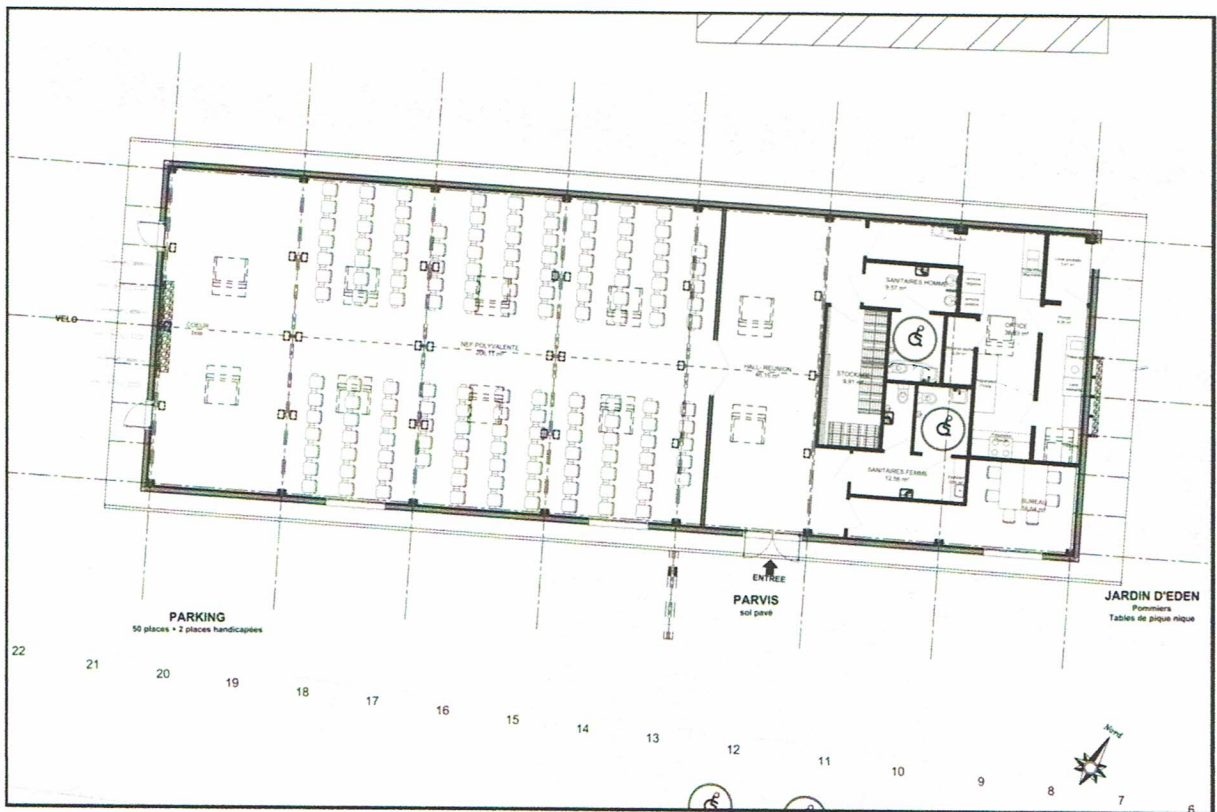 SANITAIRES HOMME
9.57 m²
OFFICE
VELO
COEUR
NEF POLYVALENTE
HALL- REUNION
STOCKAGE
SANITAIRES FEMME
12.56 m²
BUREAU
ENTREE
PARVIS
sol pavé
JARDIN D'EDEN
Pommiers
Tables de pique nique
PARKING
50 places + 2 places handicapées
22
21
20
19
18
17
16
15
14
13
12
11
10
9
8
7
6
Nord